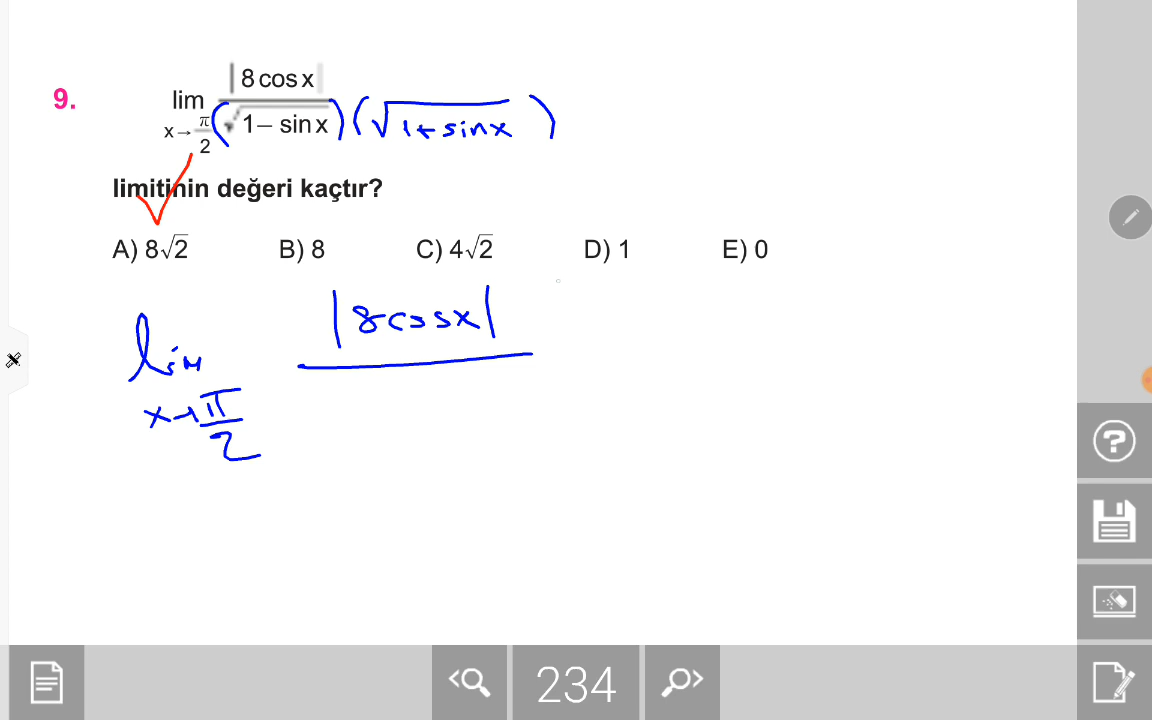 9. lim x→π/2 |8 cos x| / (√1 – sin x) (√1 + sinx)
limitinin değeri kaçtır?
A) 8√2 B) 8 C) 4√2 D) 1 E) 0
lim x→π/2 |8cosx|
234